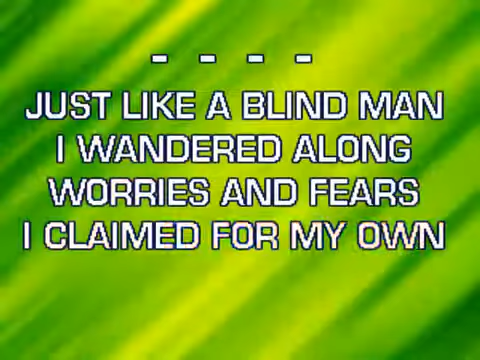 - - - -
JUST LIKE A BLIND MAN
I WANDERED ALONG
WORRIES AND FEARS
I CLAIMED FOR MY OWN